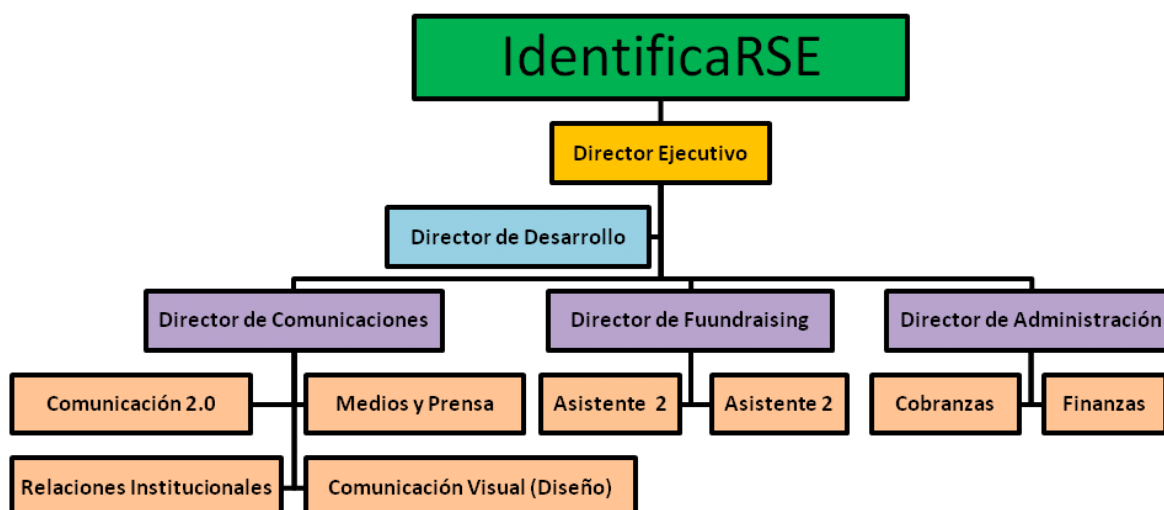 IdentificaRSE
Director Ejecutivo
Director de Desarrollo
Director de Comunicaciones
Director de Fuundraising
Director de Administración
Comunicación 2.0
Medios y Prensa
Asistente 2
Asistente 2
Cobranzas
Finanzas
Relaciones Institucionales
Comunicación Visual (Diseño)